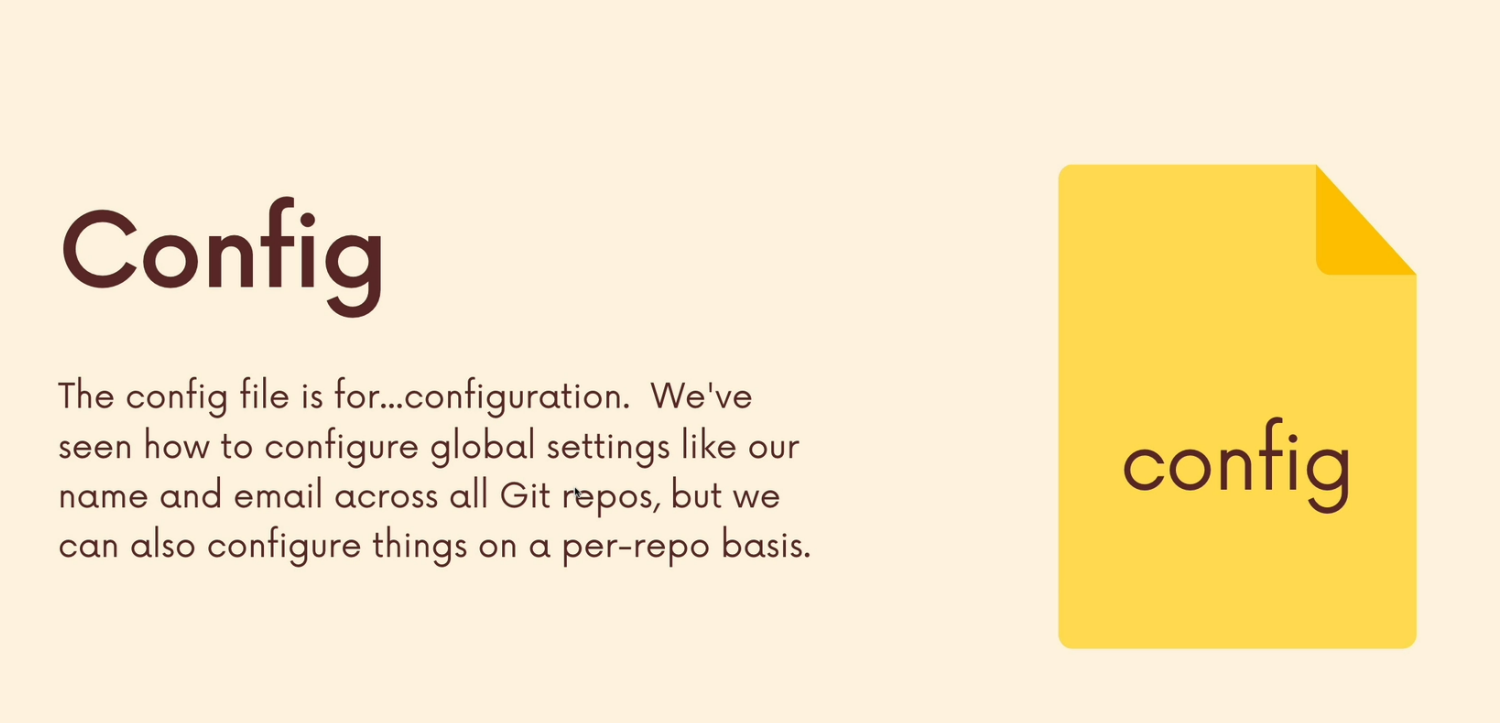 Config
The config file is for...configuration.  We've
seen how to configure global settings like our
name and email across all Git repos, but we
can also configure things on a per-repo basis.
config